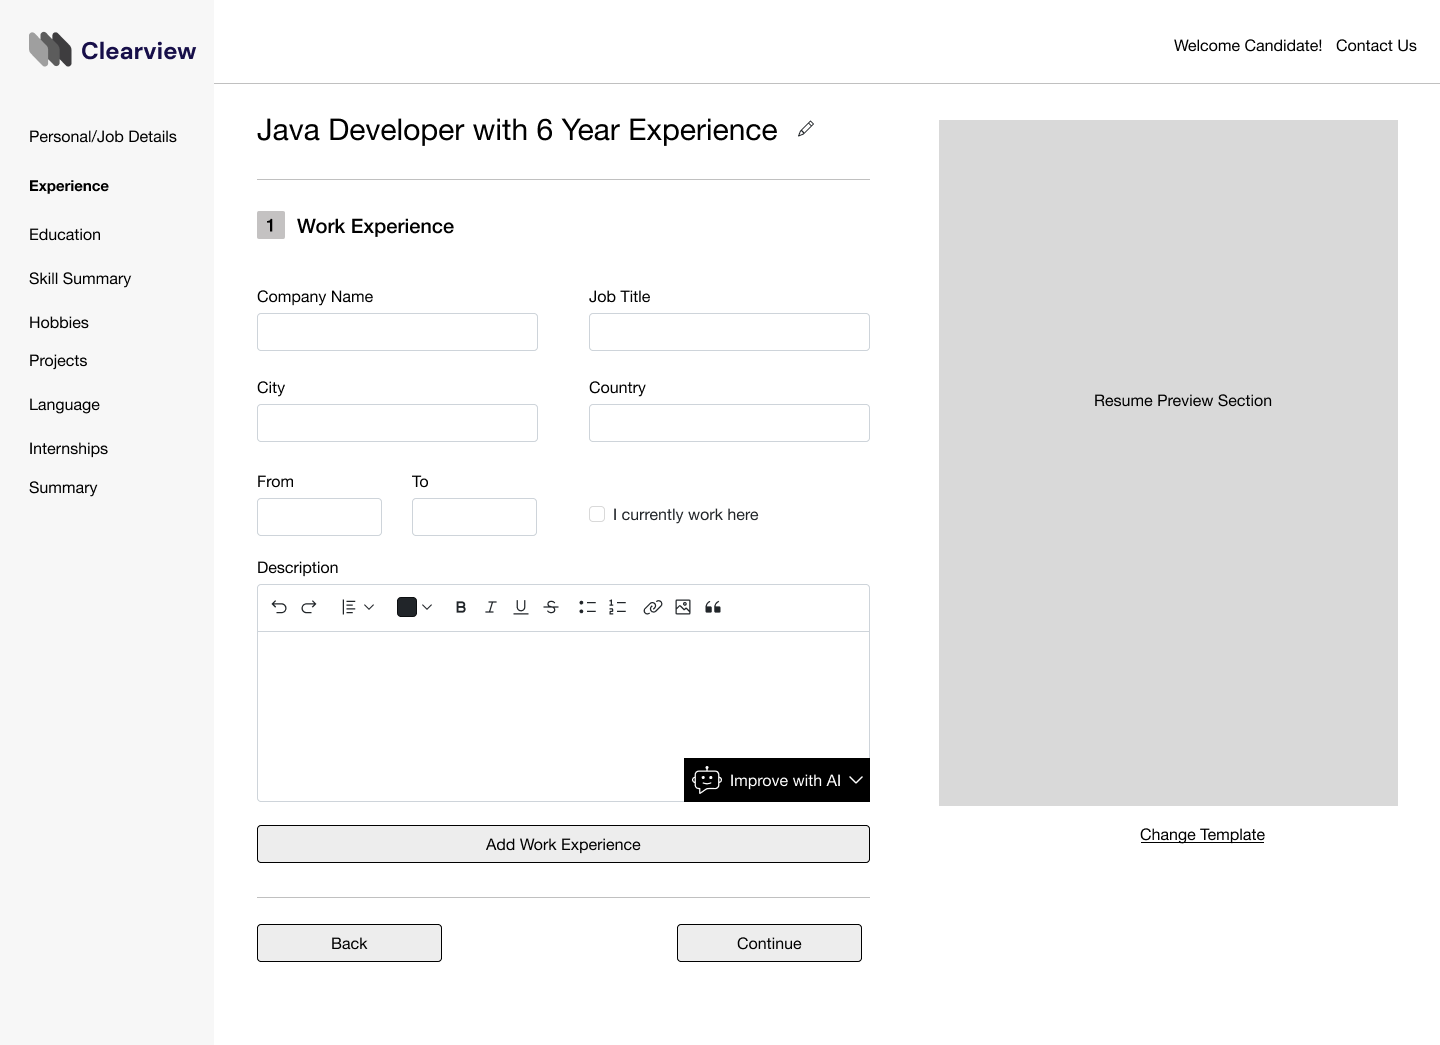 Clearview
Welcome Candidate! Contact Us
Personal/Job Details
Experience
Education
Skill Summary
Hobbies
Projects
Language
Internships
Summary
Java Developer with 6 Year Experience
1 Work Experience
Company Name
Job Title
City
Country
From
To
I currently work here
Description
B I U S
Improve with AI
Add Work Experience
Back
Continue
Resume Preview Section
Change Template